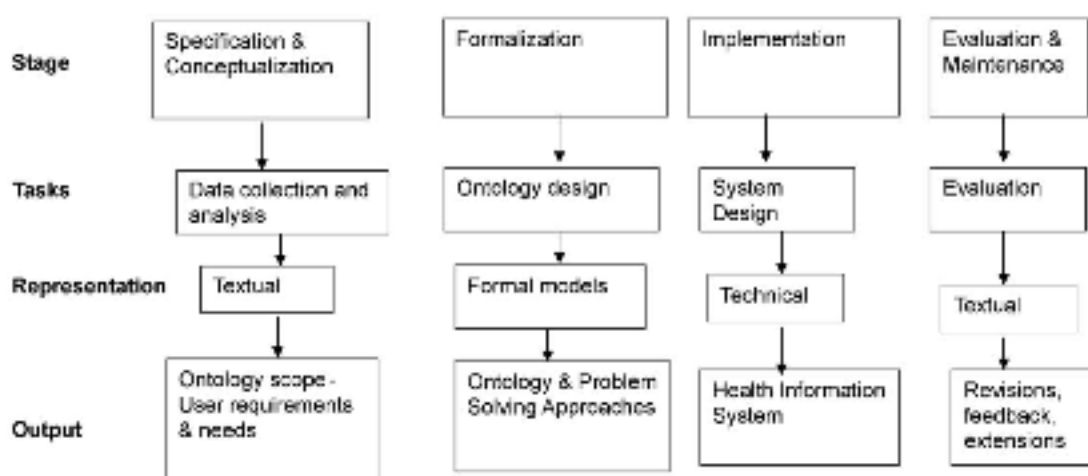 Stage
Specification &
Conceptualization
Formalization
Implementation
Evaluation &
Maintenance
Tasks
Data collection and
analysis
Ontology design
System
Design
Evaluation
Representation
Textual
Formal models
Technical
Textual
Output
Ontology scope -
User requirements
& needs
Ontology & Problem
Solving Approaches
Health Information
System
Revisions,
feedback,
extensions